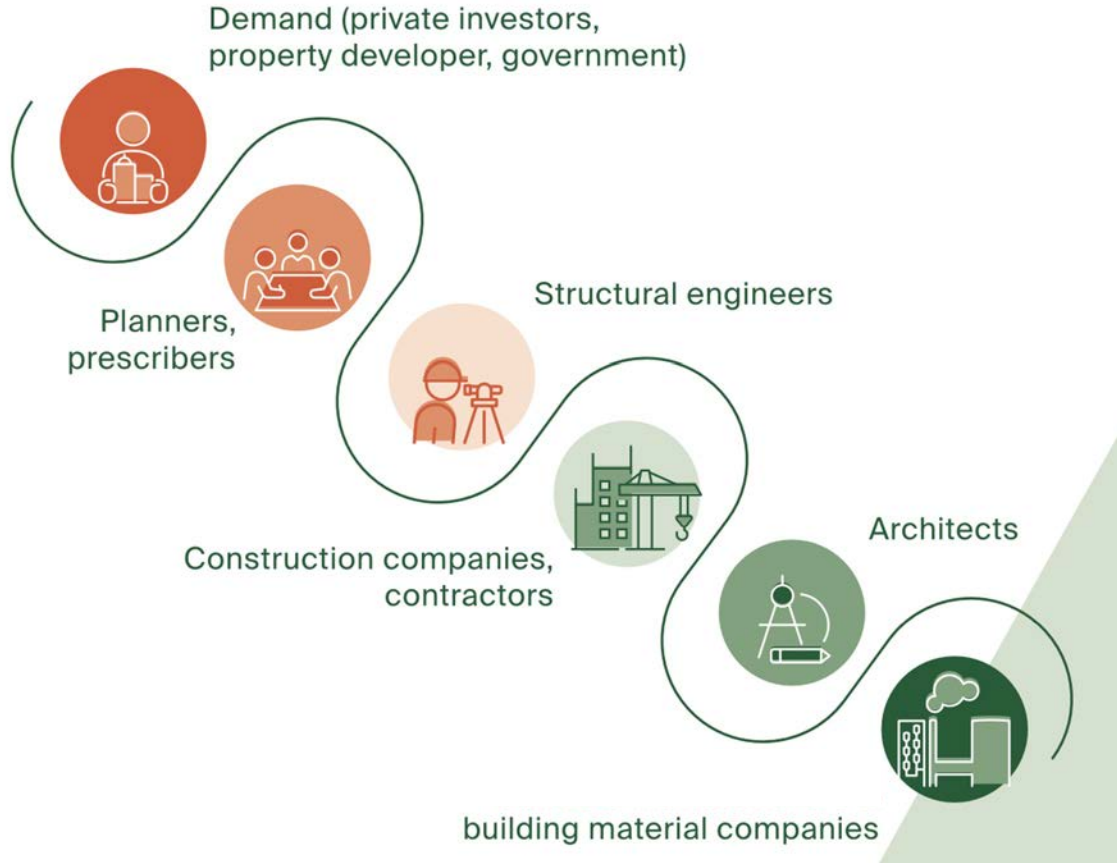 Demand (private investors,
property developer, government)
Planners,
prescribers
Structural engineers
Construction companies,
contractors
Architects
building material companies